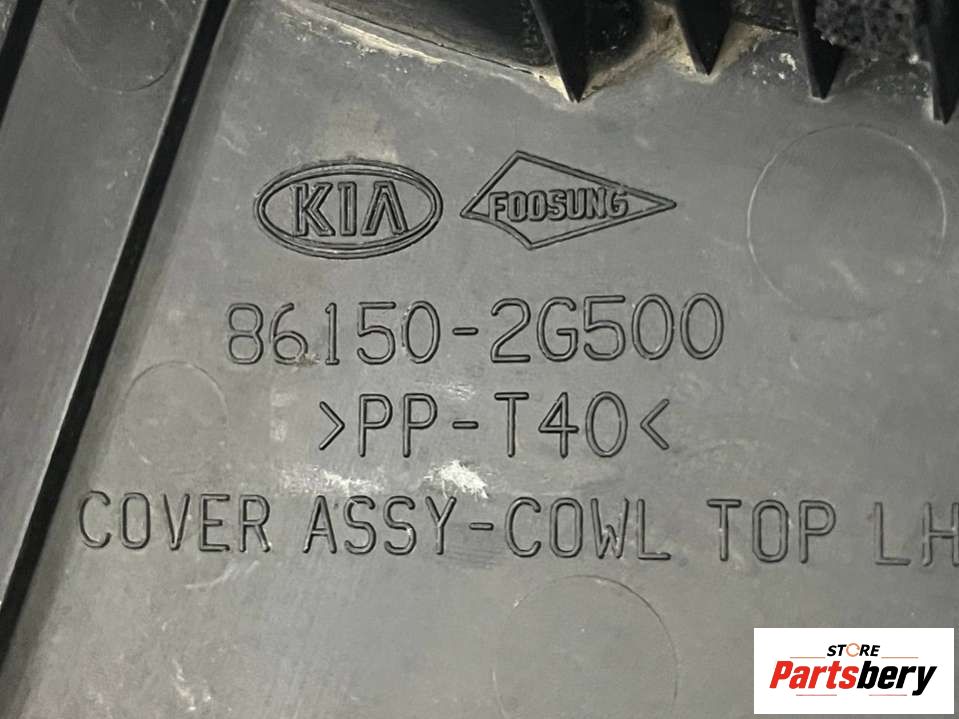 KIA FOOSUNG
86150-2G500
>PP-T40<
COVER ASSY-COWL TOP LH
STORE
Partsbery